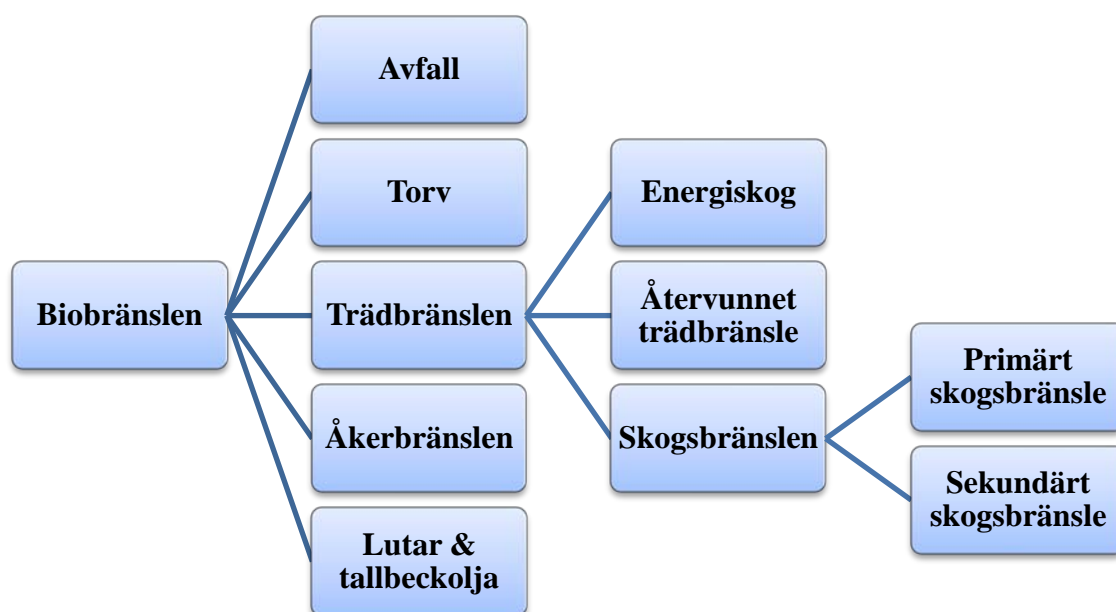 Biobränslen
Avfall
Torv
Trädbränslen
Åkerbränslen
Lutar &
tallbeckolja
Energiskog
Återvunnet
trädbränsle
Skogsbränslen
Primärt
skogsbränsle
Sekundärt
skogsbränsle